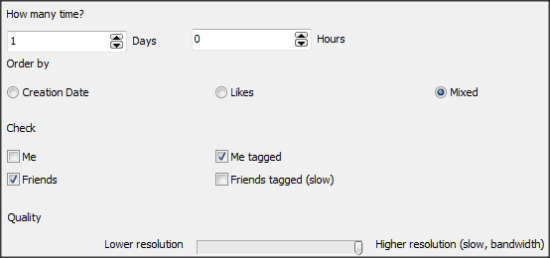 How many time?
1 Days 0 Hours
Order by
Creation Date Likes Mixed
Check
Me Me tagged
Friends Friends tagged (slow)
Quality
Lower resolution Higher resolution (slow, bandwidth)